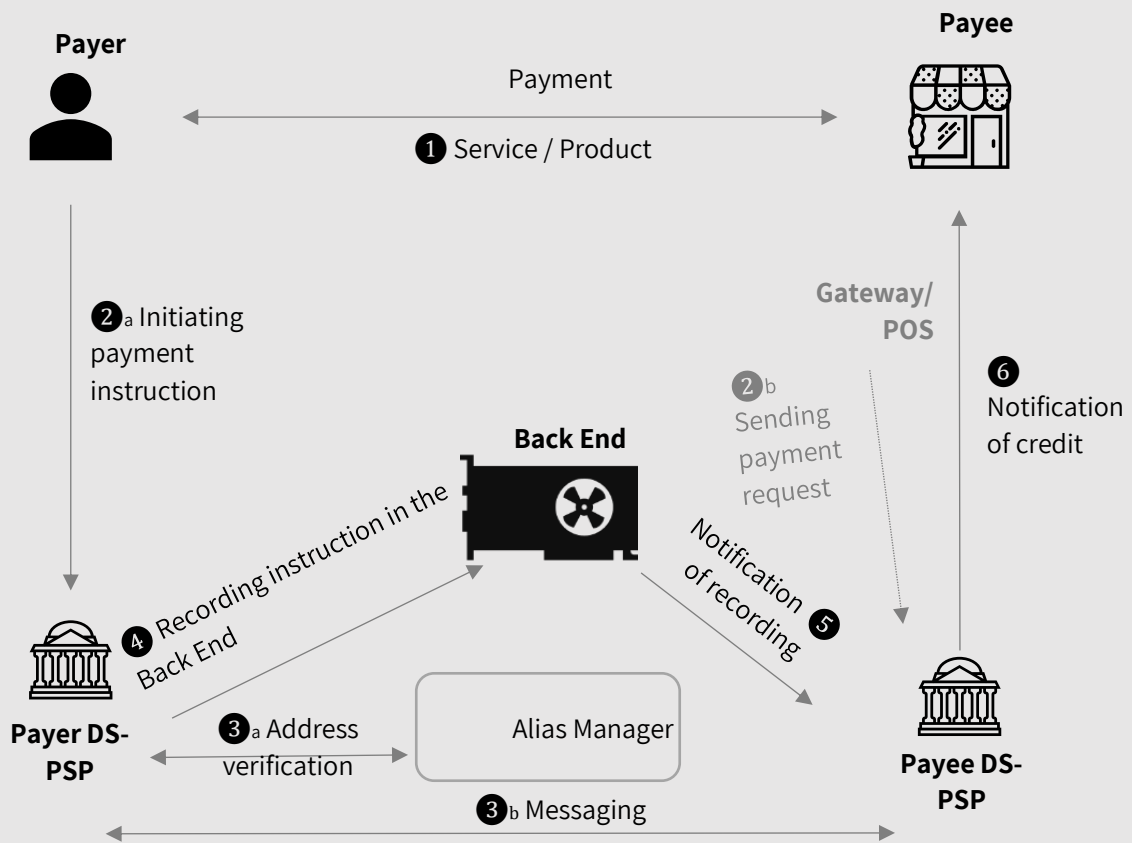 Payer
Payee
Payment
❶ Service / Product
❷a Initiating
payment
instruction
Gateway/
POS
❷b
Sending
payment
request
❻
Notification
of credit
Back End
❹ Recording instruction in the
Back End
Notification
of recording ❺
❸a Address
verification
Alias Manager
Payer DS-
PSP
Payee DS-
PSP
❸b Messaging